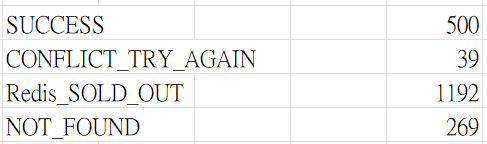 SUCCESS 500
CONFLICT_TRY_AGAIN 39
Redis_SOLD_OUT 1192
NOT_FOUND 269